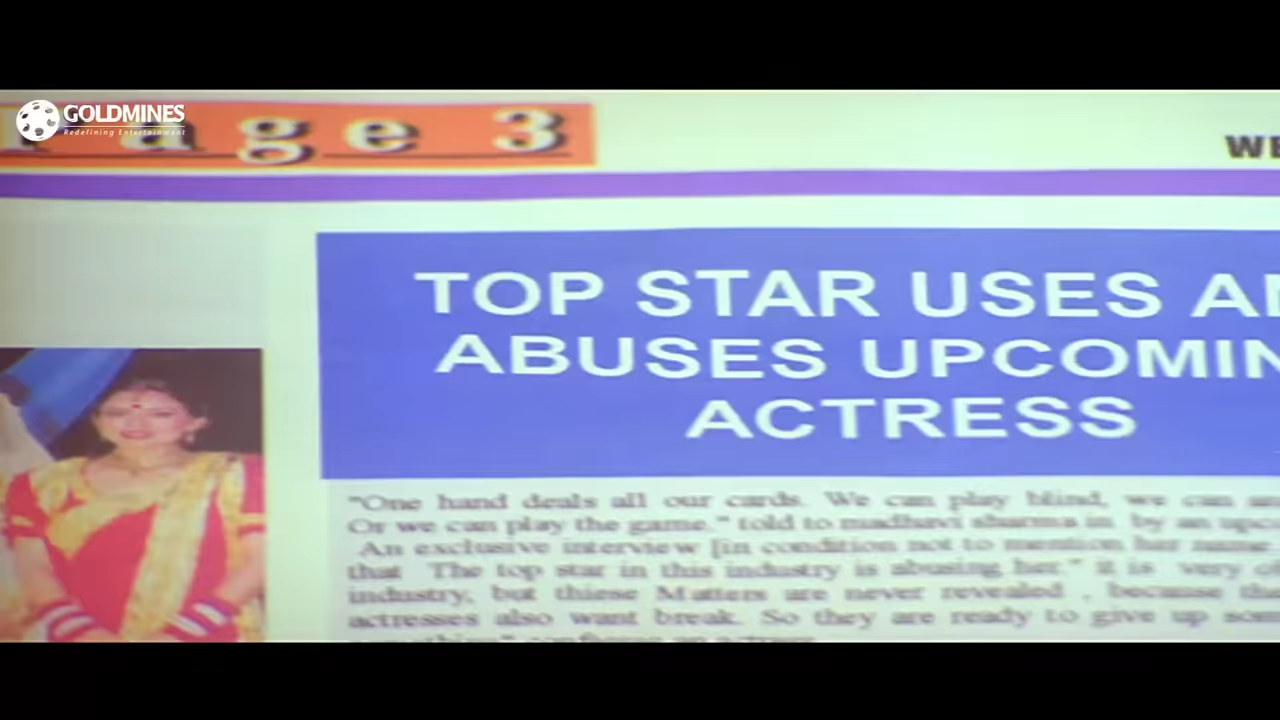 GOLDMINES
Redefining Entertainment
age 3
WE
TOP STAR USES AN
ABUSES UPCOMIN
ACTRESS
"One hand deals all our cards. We can play blind, we can
Or we can play the game." told to madhavi sharma in by an upco
An exclusive interview [in condition not to mention her name
that The top star in this industry is abusing her." it is very
industry, but thiese Matters are never revealed , because the
actresses also want break. So they are ready to give up som